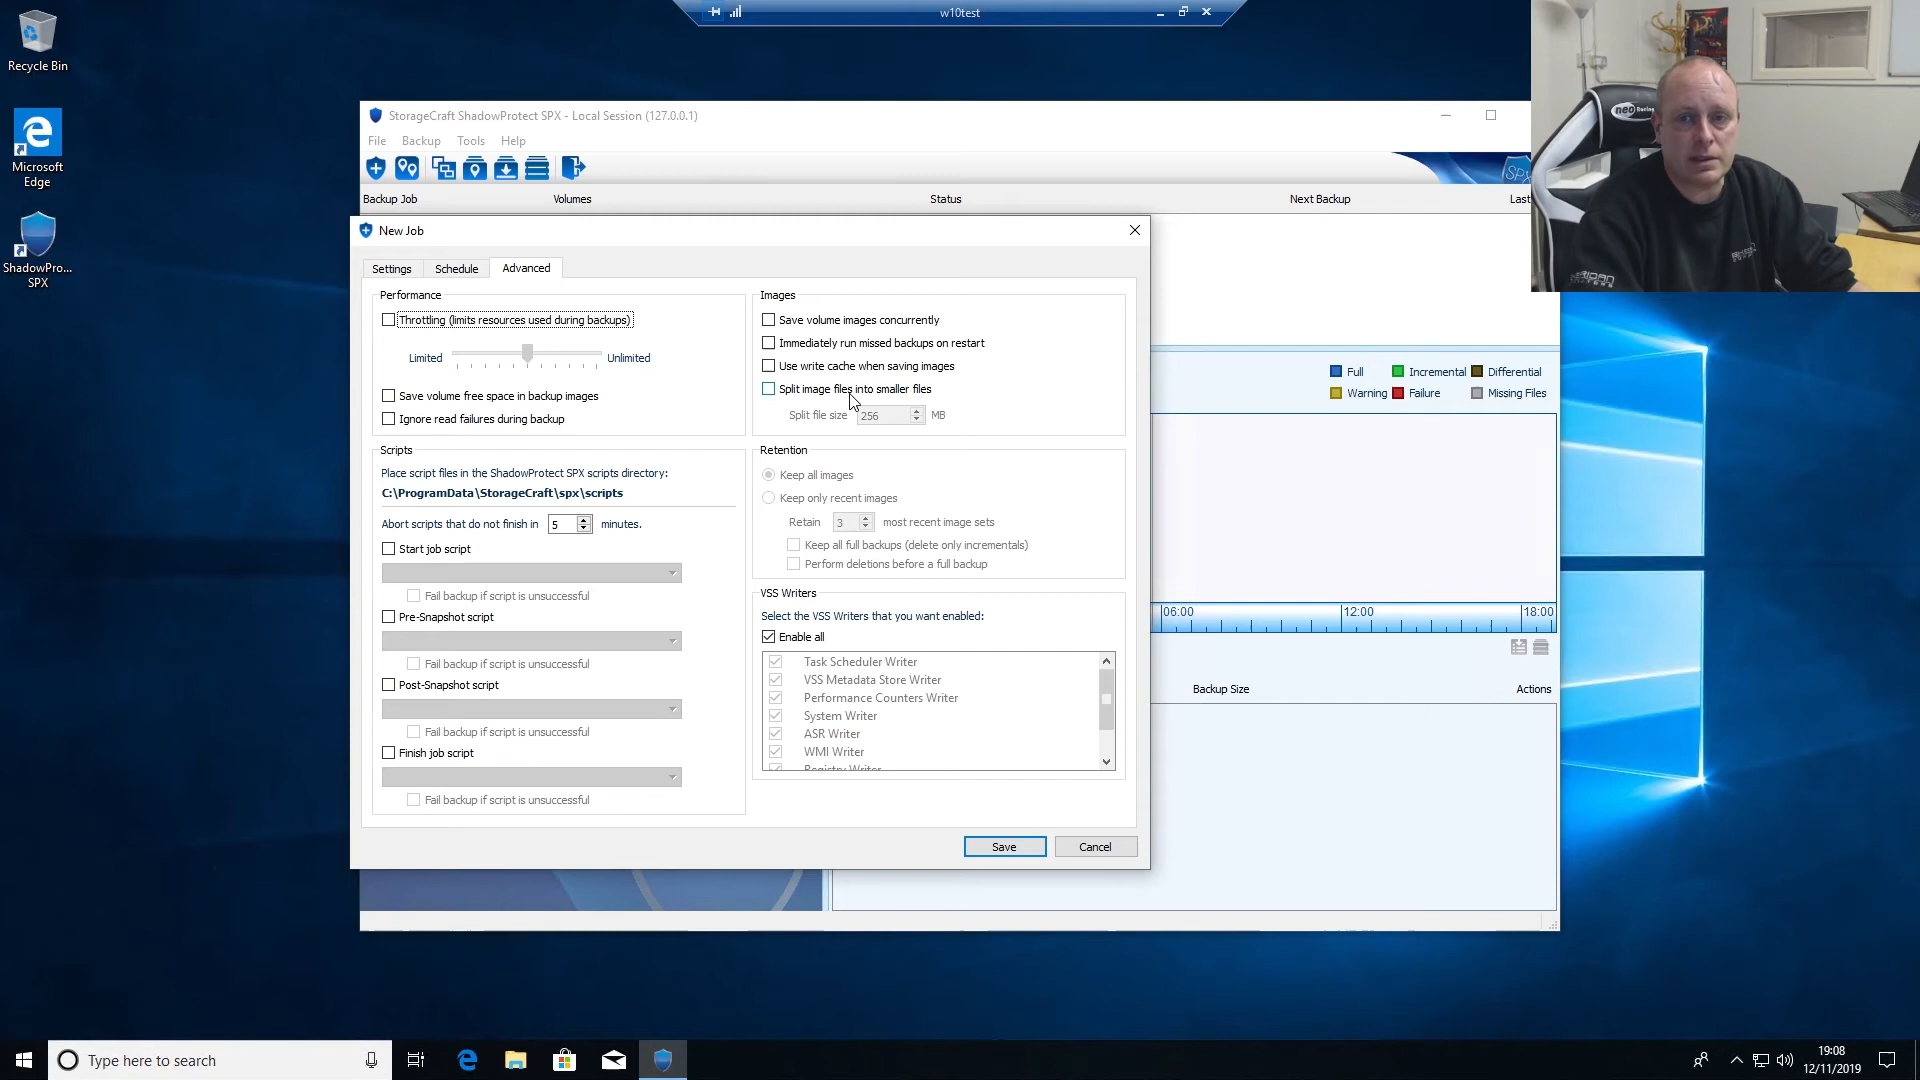 w10test
Recycle Bin
Microsoft
Edge
ShadowPro...
SPX
StorageCraft ShadowProtect SPX - Local Session (127.0.0.1)
File Backup Tools Help
SPX
Backup Job Volumes Status Next Backup Last
neo Racing
New Job
Settings Schedule Advanced
Performance
Throttling (limits resources used during backups)
Limited Unlimited
Save volume free space in backup images
Ignore read failures during backup
Images
Save volume images concurrently
Immediately run missed backups on restart
Use write cache when saving images
Split image files into smaller files
Split file size 256 MB
Full Incremental Differential
Warning Failure Missing Files
Scripts
Place script files in the ShadowProtect SPX scripts directory:
C:\ProgramData\StorageCraft\spx\scripts
Abort scripts that do not finish in 5 minutes.
Start job script
Fail backup if script is unsuccessful
Pre-Snapshot script
Fail backup if script is unsuccessful
Post-Snapshot script
Fail backup if script is unsuccessful
Finish job script
Fail backup if script is unsuccessful
Retention
Keep all images
Keep only recent images
Retain 3 most recent image sets
Keep all full backups (delete only incrementals)
Perform deletions before a full backup
VSS Writers
Select the VSS Writers that you want enabled:
Enable all
Task Scheduler Writer
VSS Metadata Store Writer
Performance Counters Writer
System Writer
ASR Writer
WMI Writer
Registry Writer
06:00 12:00 18:00
Backup Size Actions
Save Cancel
Type here to search
19:08
12/11/2019